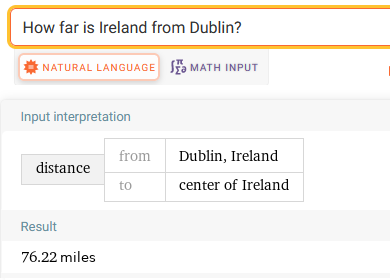 How far is Ireland from Dublin?
NATURAL LANGUAGE MATH INPUT
Input interpretation
distance from Dublin, Ireland
to center of Ireland
Result
76.22 miles